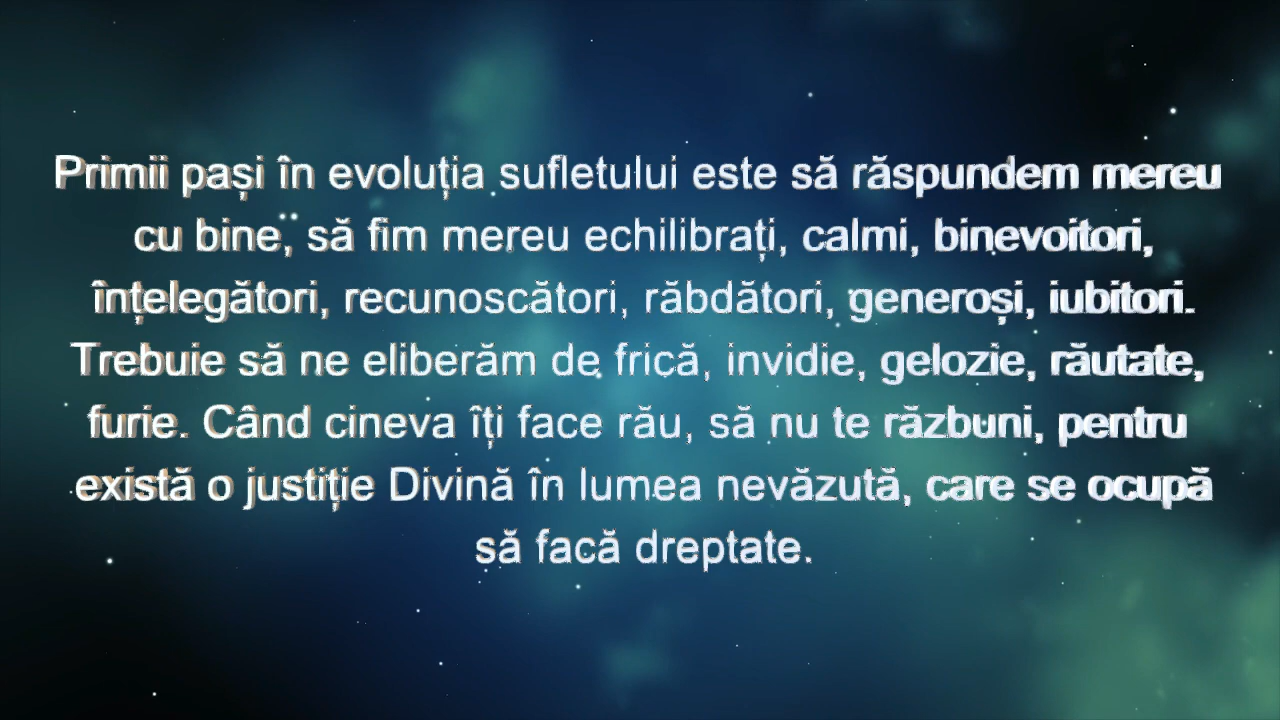 Primii pași în evoluția sufletului este să răspundem mereu
cu bine, să fim mereu echilibrați, calmi, binevoitori,
înțelegători, recunoscători, răbdători, generoși, iubitori.
Trebuie să ne eliberăm de frică, invidie, gelozie, răutate,
furie. Când cineva îți face rău, să nu te răzbuni, pentru
există o justiție Divină în lumea nevăzută, care se ocupă
să facă dreptate.